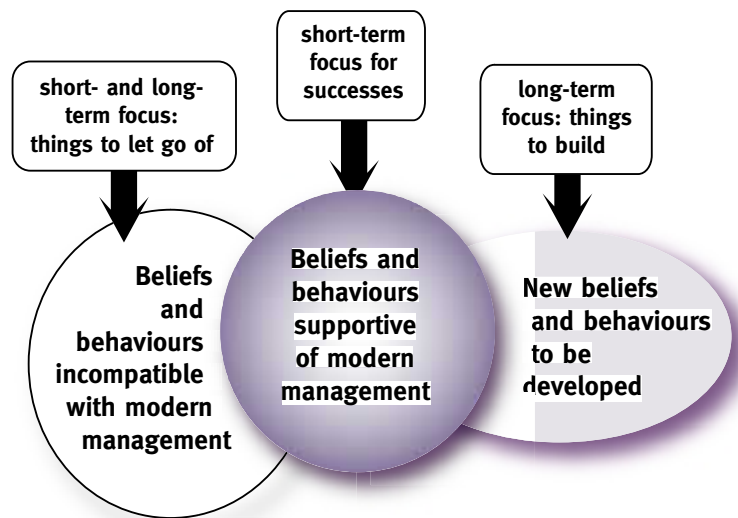 short- and long-
term focus:
things to let go of
short-term
focus for
successes
long-term
focus: things
to build
Beliefs
and
behaviours
incompatible
with modern
management
Beliefs and
behaviours
supportive
of modern
management
New beliefs
and behaviours
to be
developed